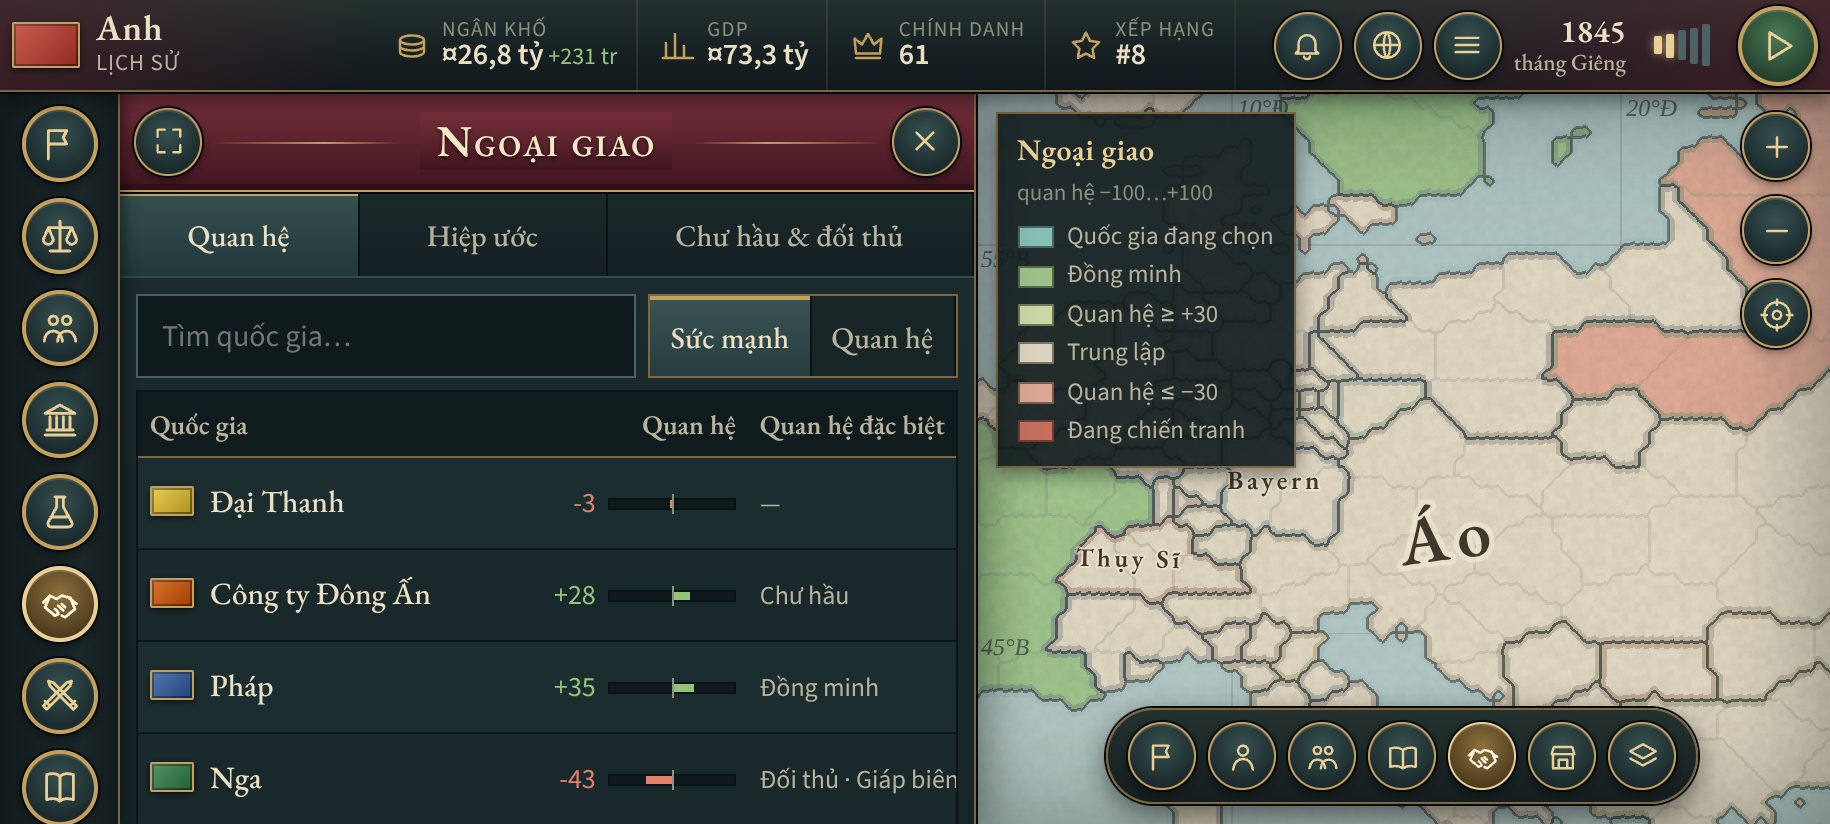 Anh
LỊCH SỬ
NGÂN KHỐ
¤26,8 tỷ +231 tr
GDP
¤73,3 tỷ
CHÍNH DANH
61
XẾP HẠNG
#8
1845
tháng Giêng
Ngoại giao
Quan hệ
Hiệp ước
Chư hầu & đối thủ
Tìm quốc gia...
Sức mạnh
Quan hệ
Quốc gia
Quan hệ
Quan hệ đặc biệt
Đại Thanh
-3
—
Công ty Đông Ấn
+28
Chư hầu
Pháp
+35
Đồng minh
Nga
-43
Đối thủ · Giáp biên
10°Đ
20°Đ
55°B
45°B
Ngoại giao
quan hệ −100…+100
Quốc gia đang chọn
Đồng minh
Quan hệ ≥ +30
Trung lập
Quan hệ ≤ −30
Đang chiến tranh
Bayern
Thụy Sĩ
Áo